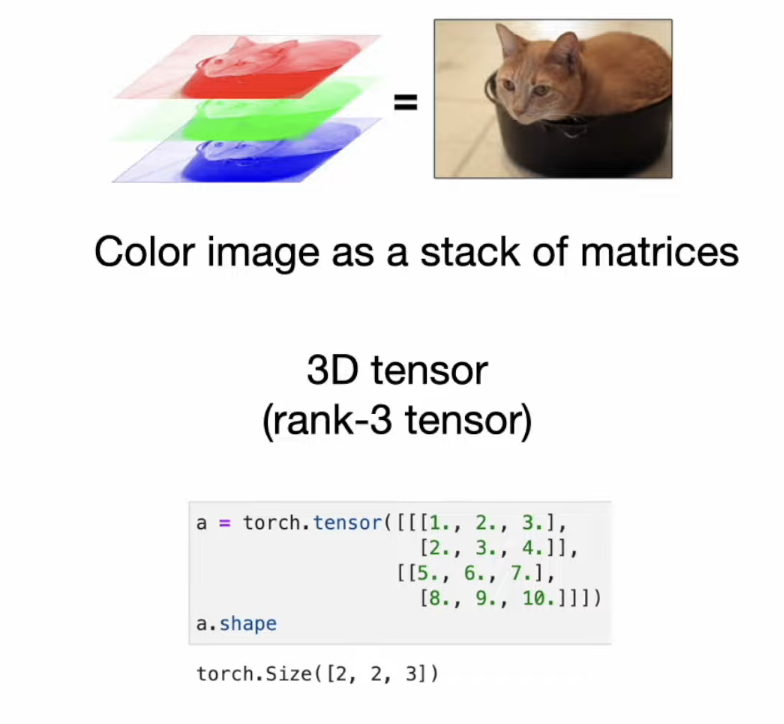 =
Color image as a stack of matrices
3D tensor
(rank-3 tensor)
a = torch.tensor([[[1., 2., 3.],
[2., 3., 4.]],
[[5., 6., 7.],
[8., 9., 10.]]])
a.shape
torch.Size([2, 2, 3])